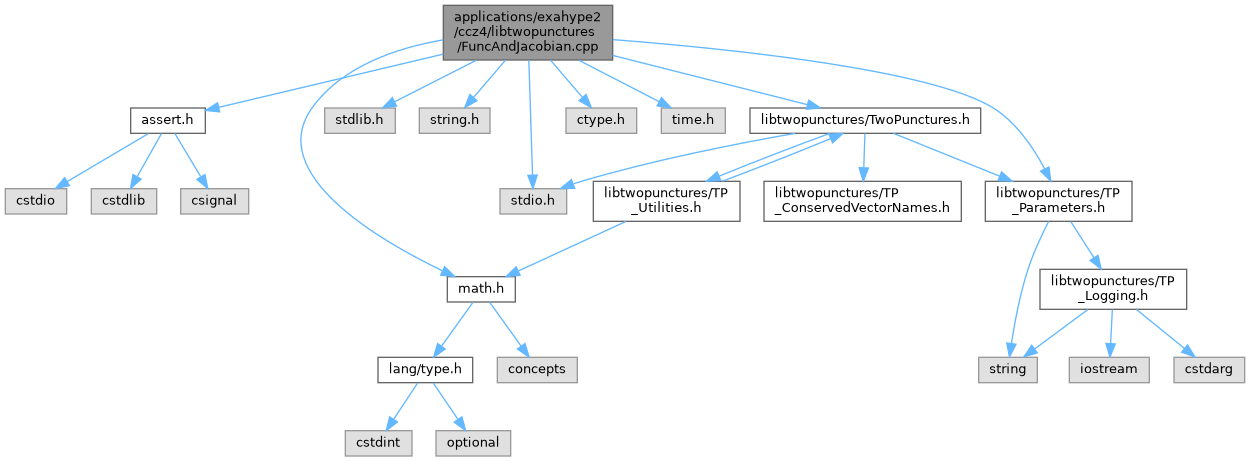 applications/exahype2
/ccz4/libtwopunctures
/FuncAndJacobian.cpp
assert.h
stdlib.h
string.h
ctype.h
time.h
libtwopunctures/TwoPunctures.h
cstdio
cstdlib
csignal
stdio.h
libtwopunctures/TP
_Utilities.h
libtwopunctures/TP
_ConservedVectorNames.h
libtwopunctures/TP
_Parameters.h
math.h
libtwopunctures/TP
_Logging.h
lang/type.h
concepts
string
iostream
cstdarg
cstdint
optional